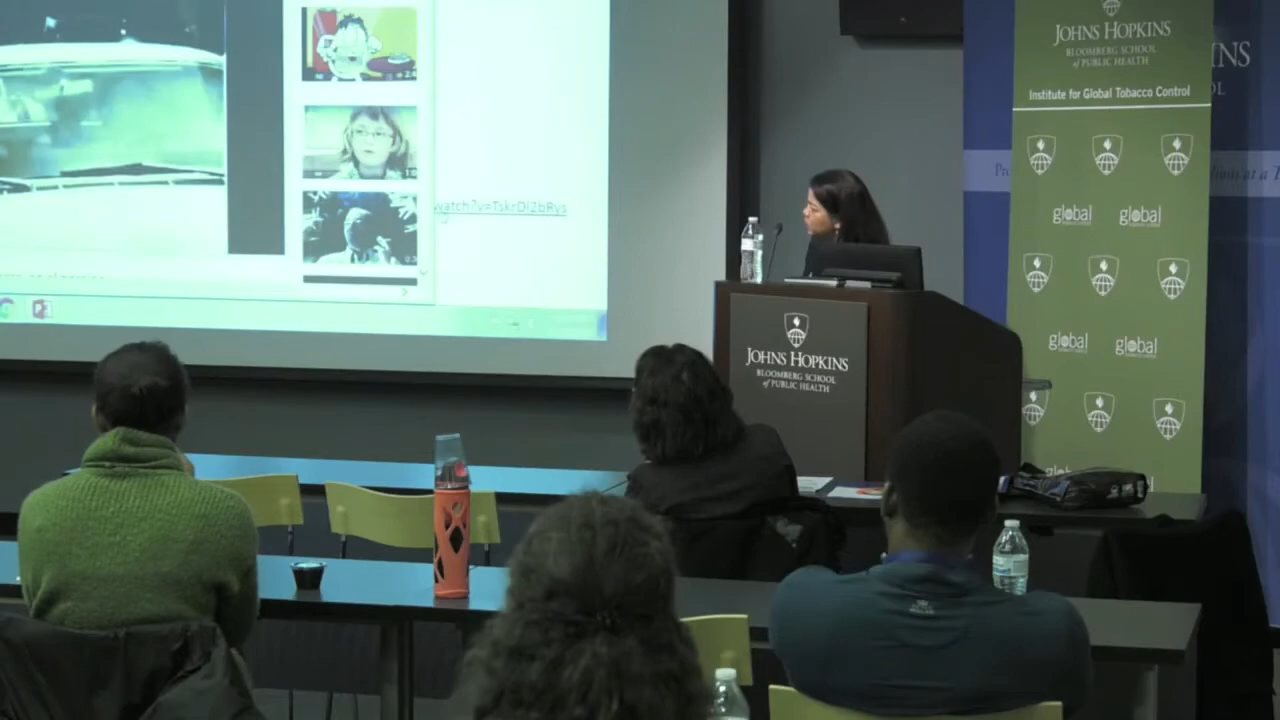 JOHNS HOPKINS
BLOOMBERG SCHOOL
of PUBLIC HEALTH
Institute for Global Tobacco Control
global
global
global
global
watch?v=TskrDI2bRys
JOHNS HOPKINS
BLOOMBERG SCHOOL
of PUBLIC HEALTH